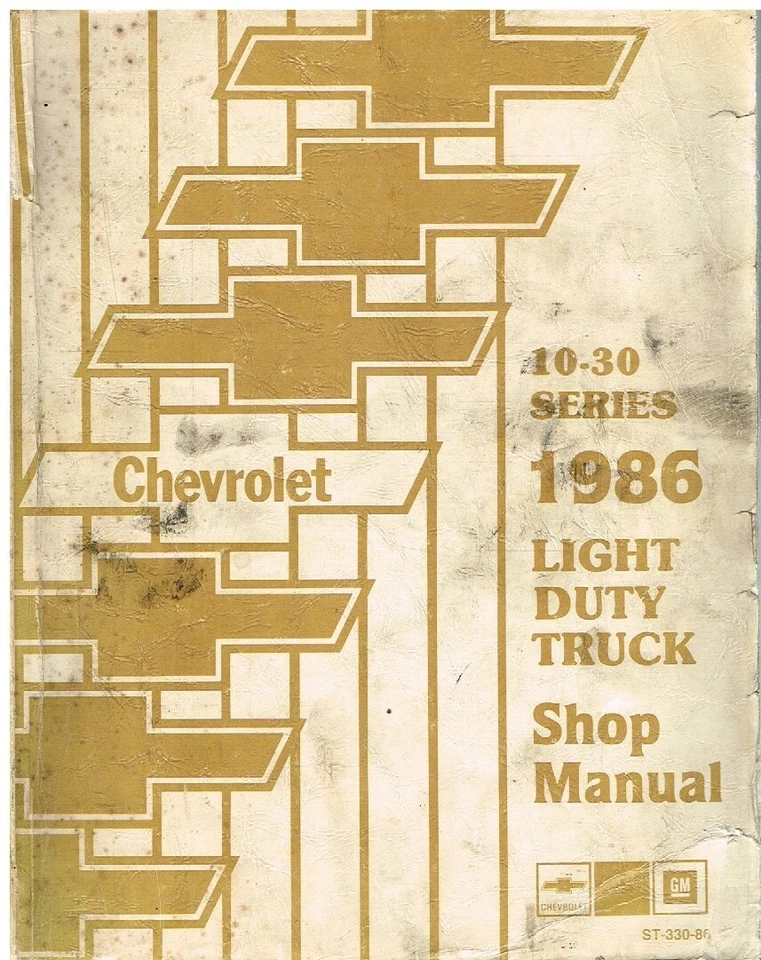 10-30
SERIES
1986
Chevrolet
LIGHT
DUTY
TRUCK
Shop
Manual
CHEVROLET
GM
ST-330-86